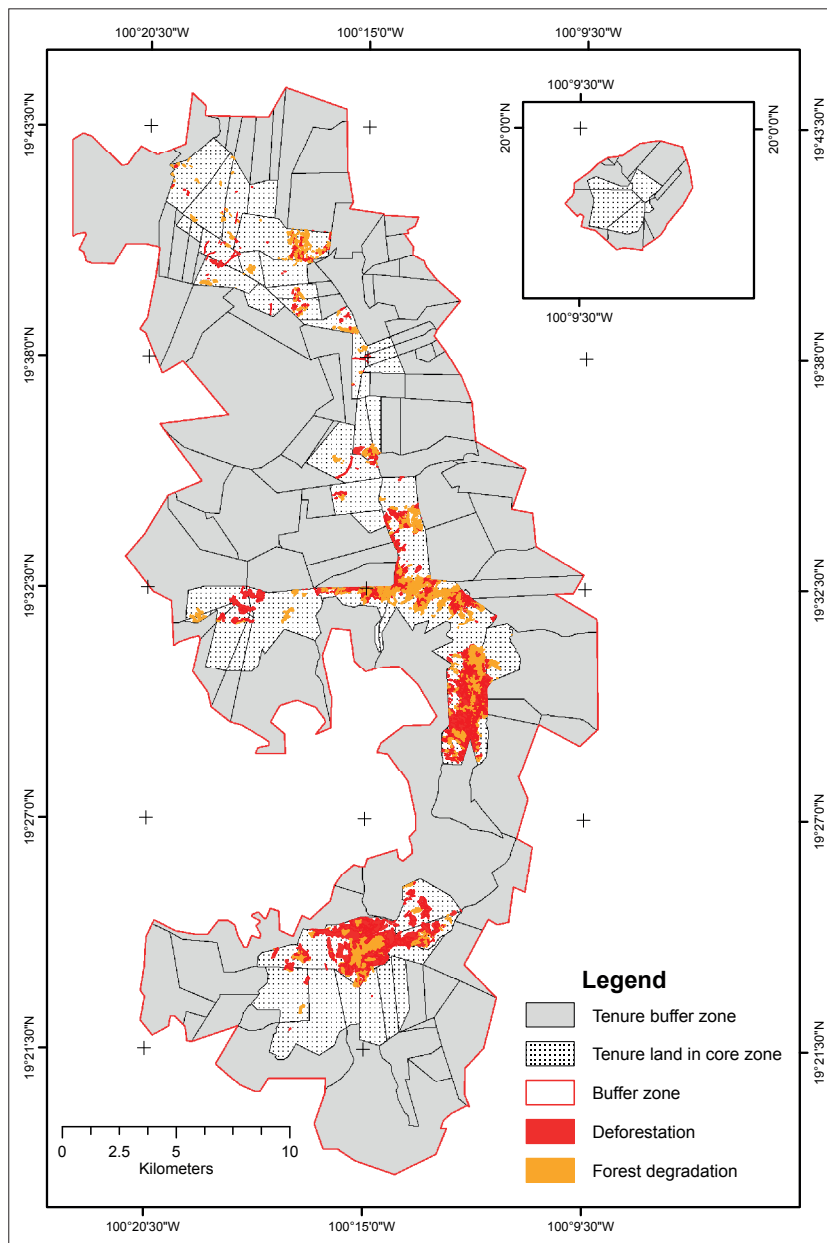 100°20'30"W
100°15'0"W
100°9'30"W
19°43'30"N
19°43'30"N
100°9'30"W
20°0'0"N
20°0'0"N
100°9'30"W
19°38'0"N
19°38'0"N
19°32'30"N
19°32'30"N
19°27'0"N
19°27'0"N
19°21'30"N
19°21'30"N
Legend
Tenure buffer zone
Tenure land in core zone
Buffer zone
Deforestation
Forest degradation
0 2.5 5 10
Kilometers
100°20'30"W
100°15'0"W
100°9'30"W